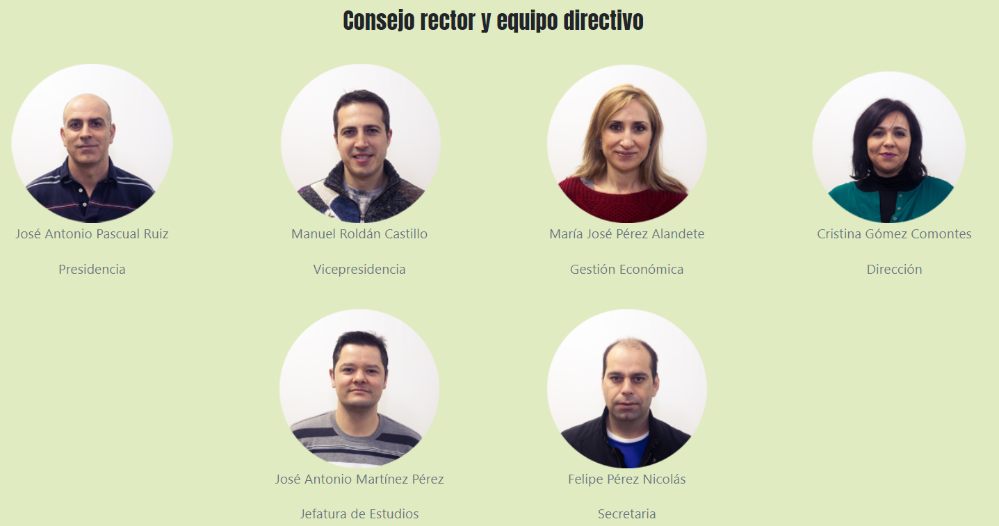 Consejo rector y equipo directivo
José Antonio Pascual Ruiz
Presidencia
Manuel Roldán Castillo
Vicepresidencia
María José Pérez Alandete
Gestión Económica
Cristina Gómez Comontes
Dirección
José Antonio Martínez Pérez
Jefatura de Estudios
Felipe Pérez Nicolás
Secretaria